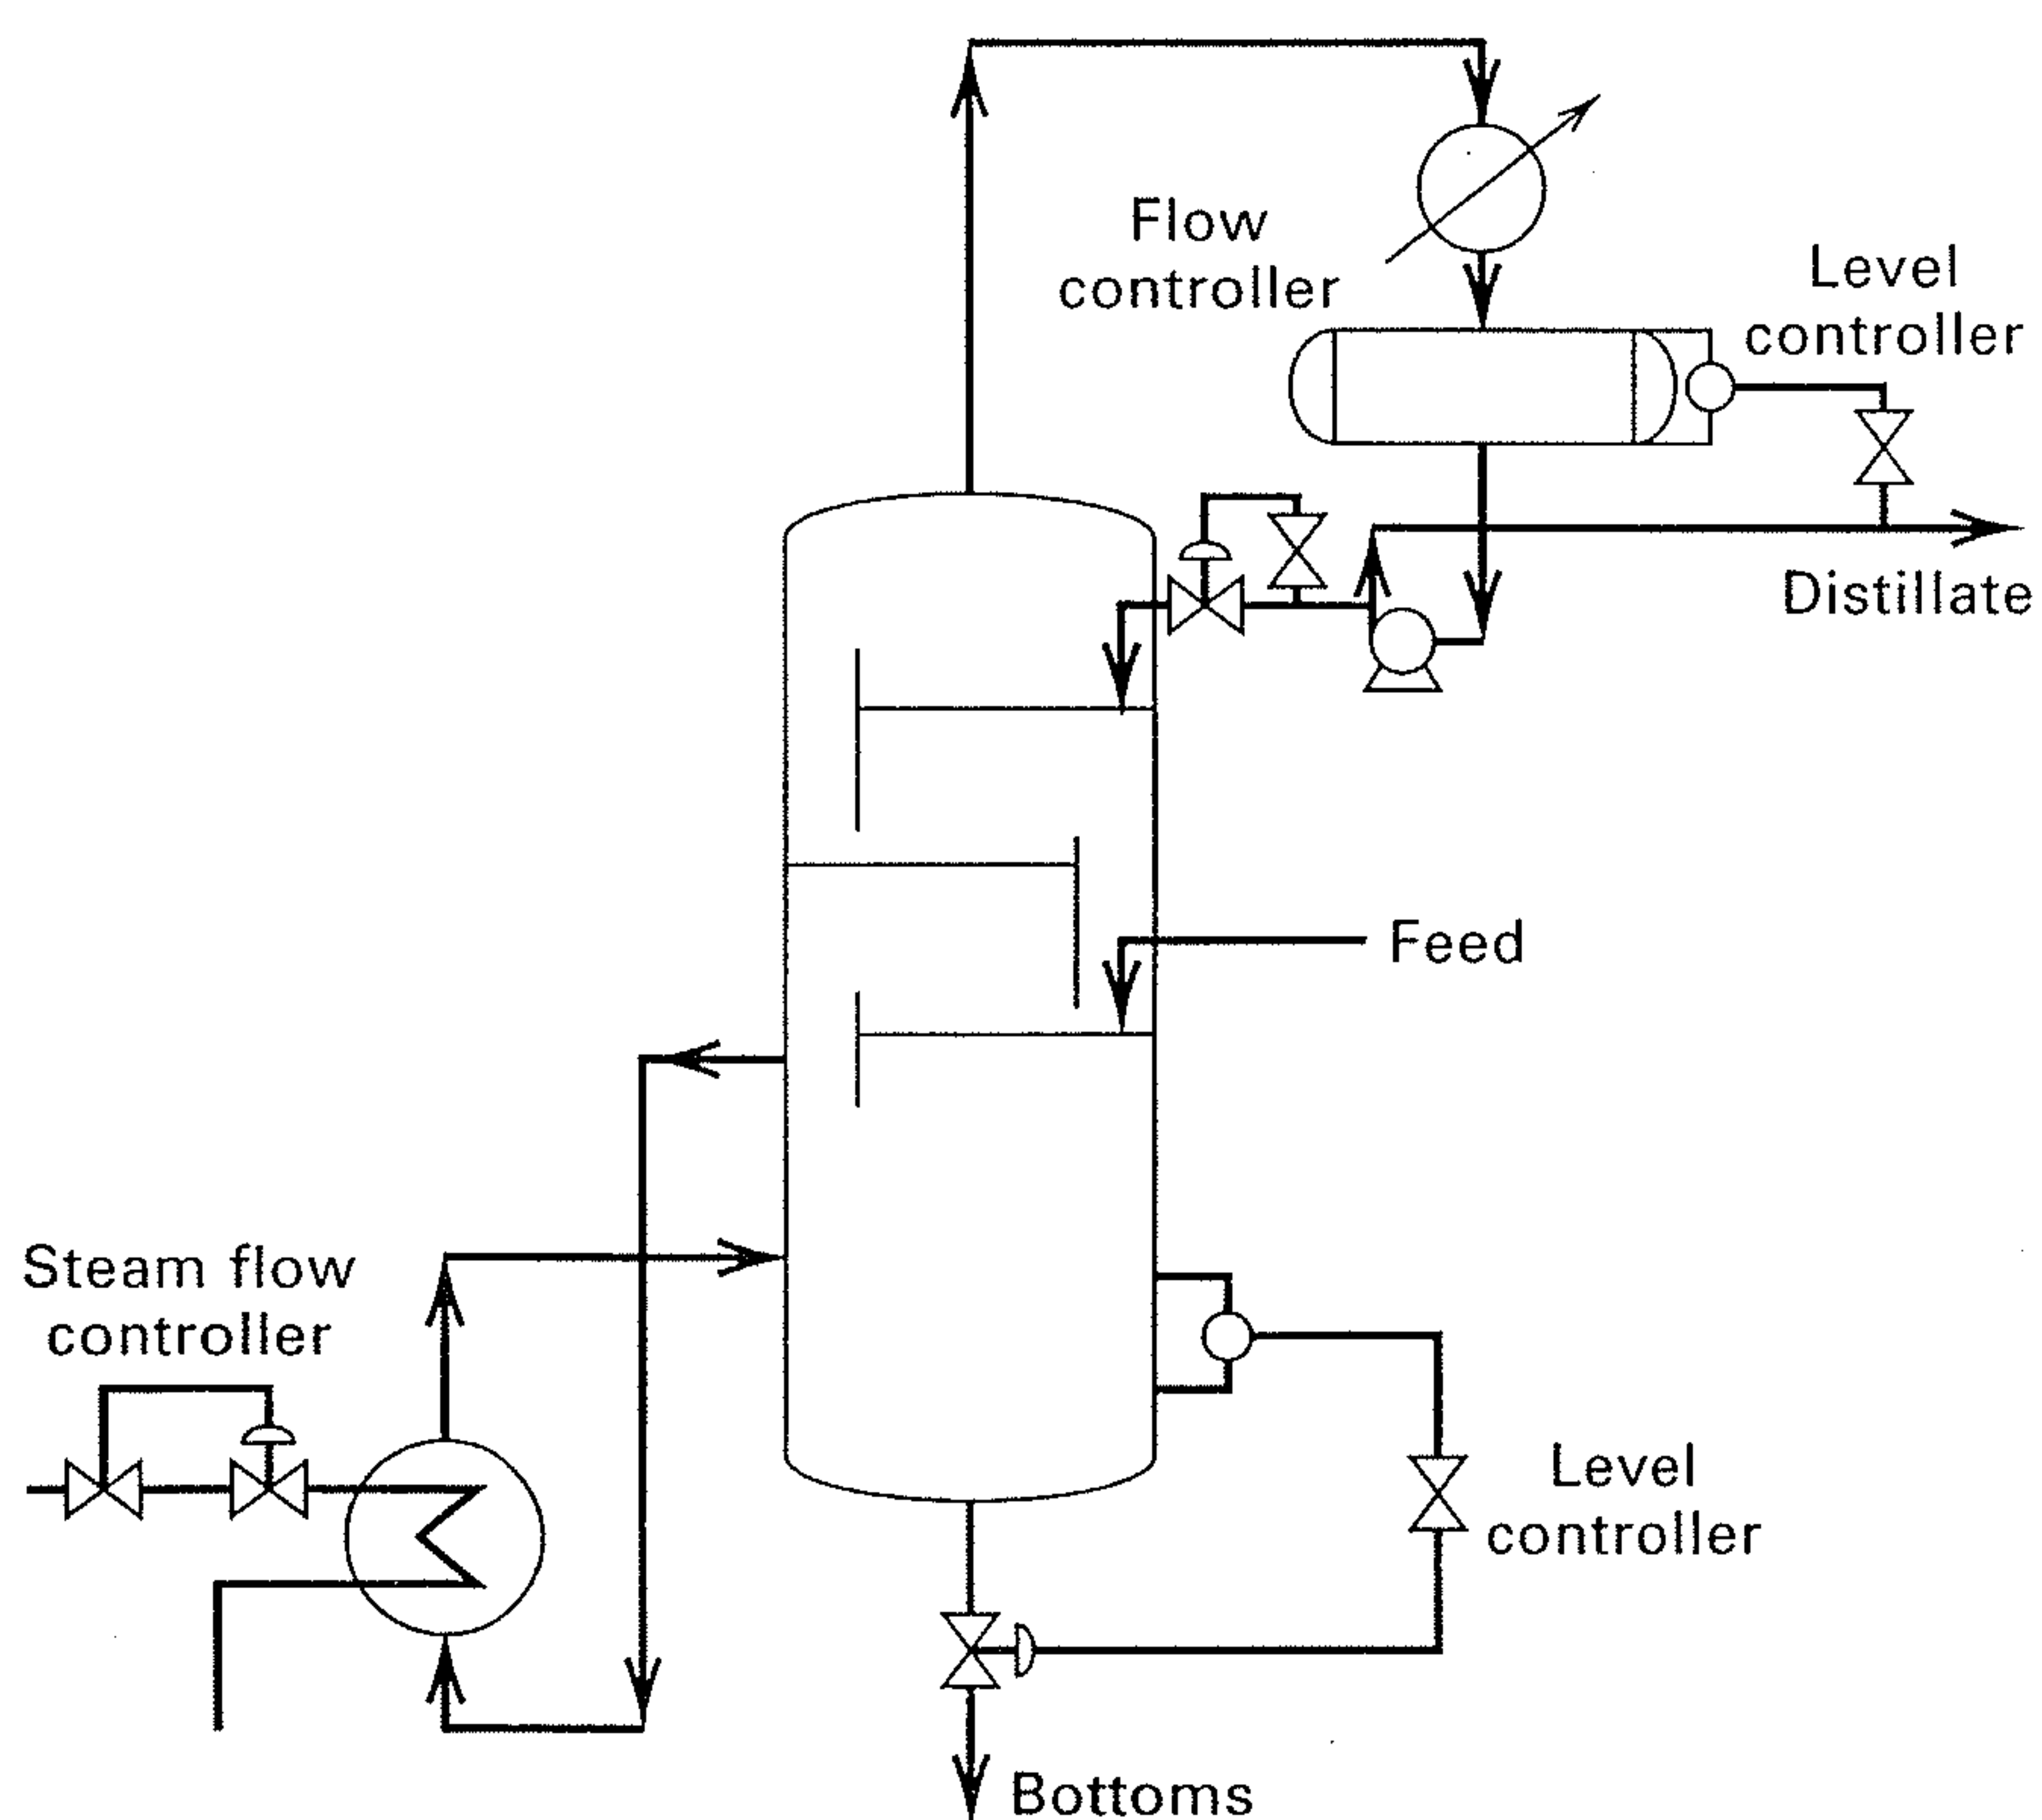 Flow
controller
Level
controller
Distillate
Feed
Steam flow
controller
Level
controller
Bottoms